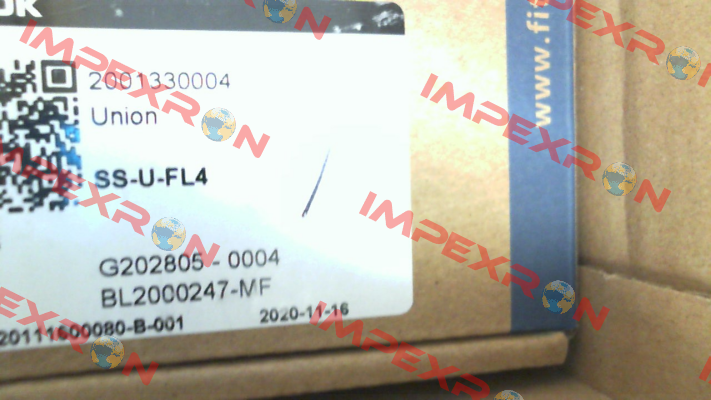 OK
2001330004
Union
SS-U-FL4
G202805-0004
BL2000247-MF
20111600080-B-001
2020-11-16
www.fi
IMPEXRON
IMPEXRON
IMPEXRON
IMPEXRON
IMPEXRON
IMPEXRON